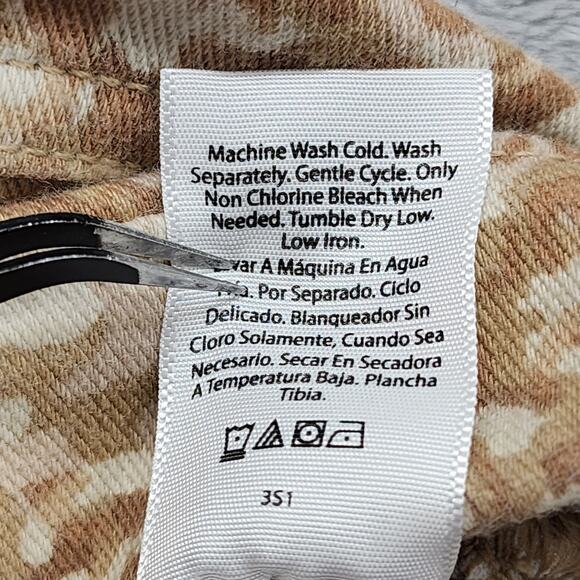 Machine Wash Cold. Wash
Separately. Gentle Cycle. Only
Non Chlorine Bleach When
Needed. Tumble Dry Low.
Low Iron.
A Máquina En Agua
Por Separado. Ciclo
Delicado. Blanqueador Sin
Cloro Solamente, Cuando Sea
Necesario. Secar En Secadora
A Temperatura Baja. Plancha
Tibia.
3S1